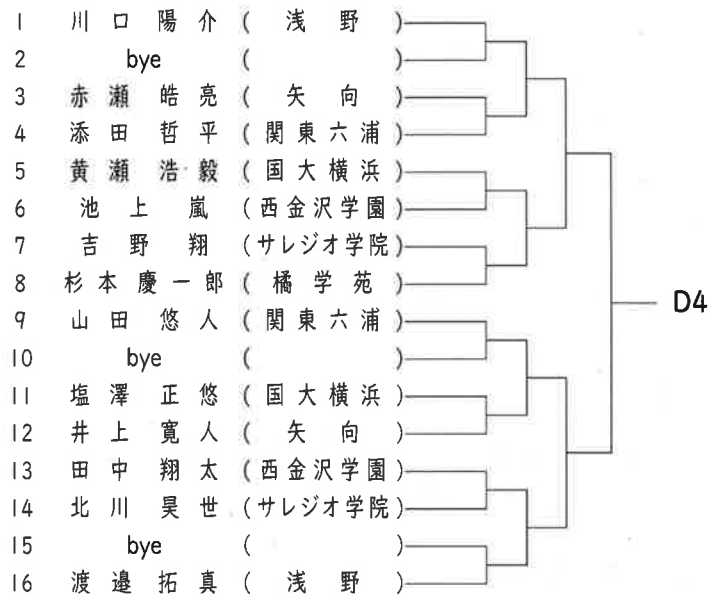 1 川口陽介 (浅野)
2 bye ( )
3 赤瀬皓亮 (矢向)
4 添田哲平 (関東六浦)
5 黄瀬浩毅 (国大横浜)
6 池上嵐 (西金沢学園)
7 吉野翔 (サレジオ学院)
8 杉本慶一郎 (橘学苑)
D4
9 山田悠人 (関東六浦)
10 bye ( )
11 塩澤正悠 (国大横浜)
12 井上寛人 (矢向)
13 田中翔太 (西金沢学園)
14 北川昊世 (サレジオ学院)
15 bye ( )
16 渡邉拓真 (浅野)